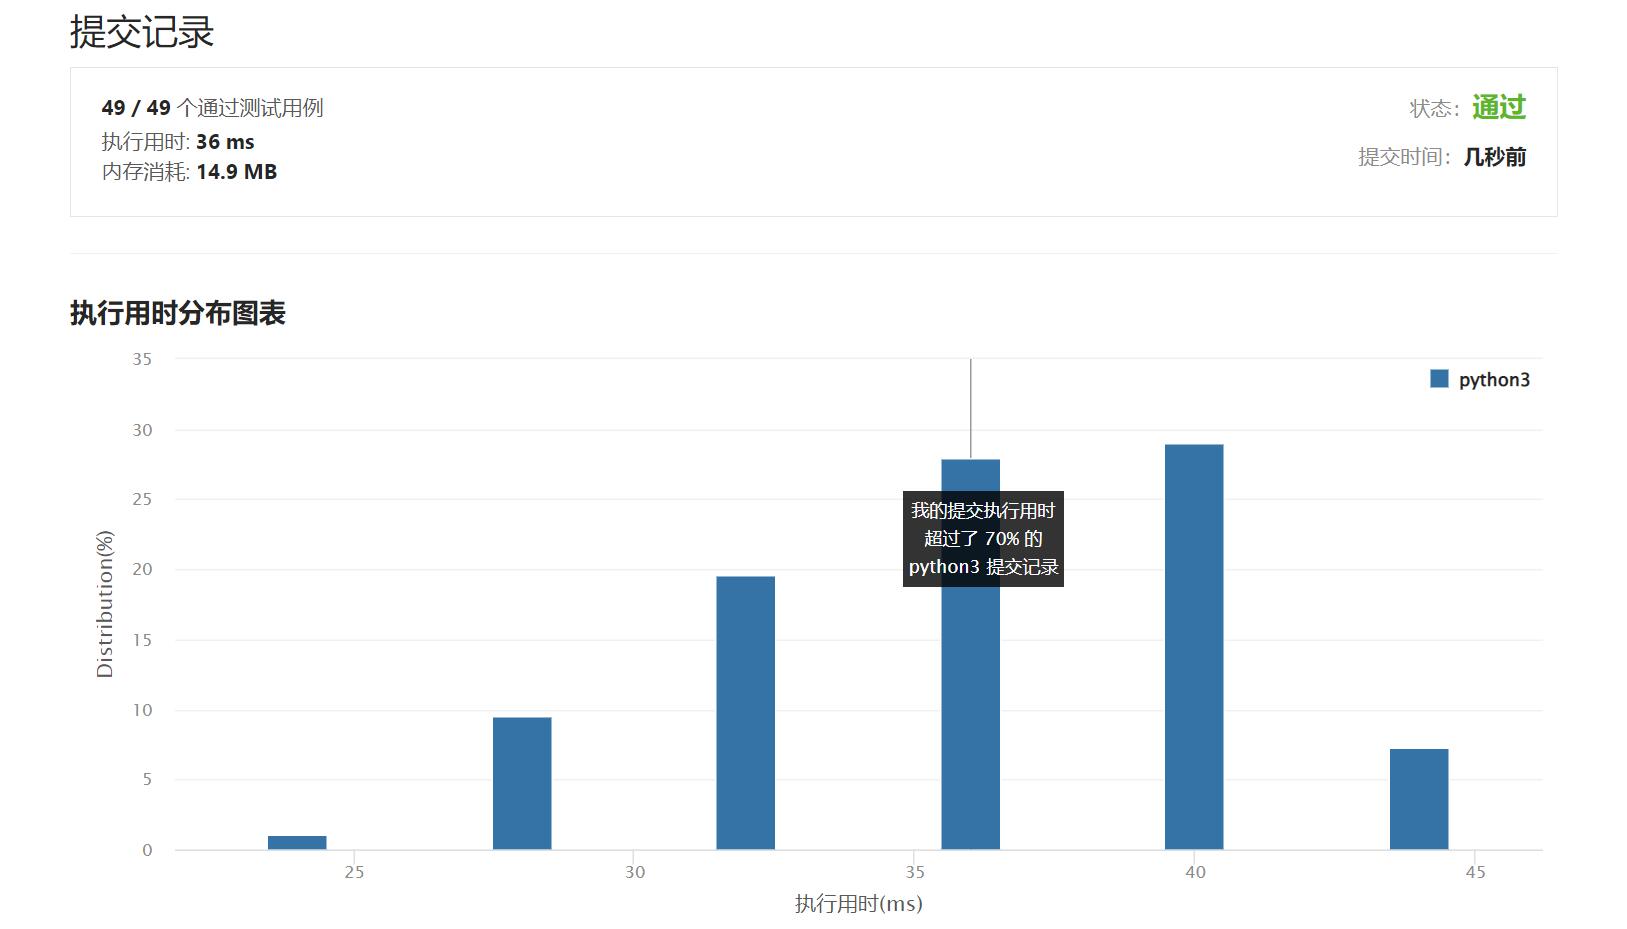 提交记录
49 / 49 个通过测试用例
状态：通过
执行用时: 36 ms
提交时间：几秒前
内存消耗: 14.9 MB
执行用时分布图表
35
python3
30
25
我的提交执行用时
超过了 70% 的
python3 提交记录
20
Distribution(%)
15
10
5
0
25
30
35
40
45
执行用时(ms)